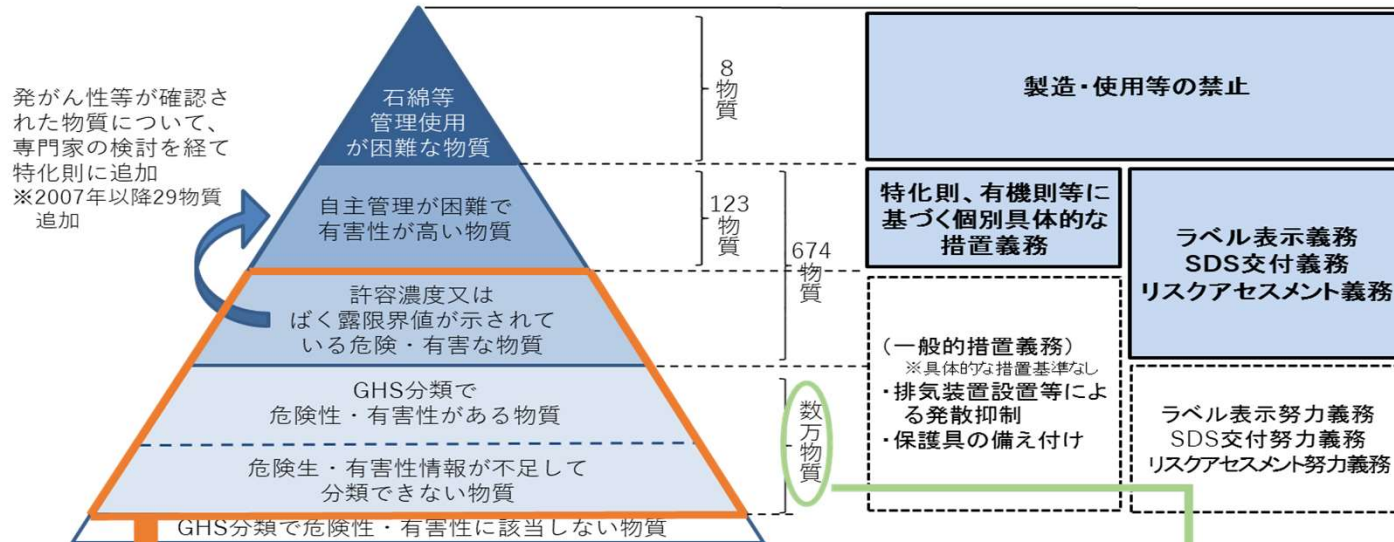 発がん性等が確認さ
れた物質について、
専門家の検討を経て
特化則に追加
※2007年以降29物質
追加
石綿等
管理使用
が困難な物質
自主管理が困難で
有害性が高い物質
許容濃度又は
ばく露限界値が示されて
いる危険・有害な物質
GHS分類で
危険性・有害性がある物質
危険生・有害性情報が不足して
分類できない物質
GHS分類で危険性・有害性に該当しない物質
8物質
123物質
674物質
数万物質
製造・使用等の禁止
特化則、有機則等に
基づく個別具体的な
措置義務
(一般的措置義務)
※具体的な措置基準なし
・排気装置設置等によ
る発散抑制
・保護具の備え付け
ラベル表示義務
SDS交付義務
リスクアセスメント義務
ラベル表示努力義務
SDS交付努力義務
リスクアセスメント努力義務